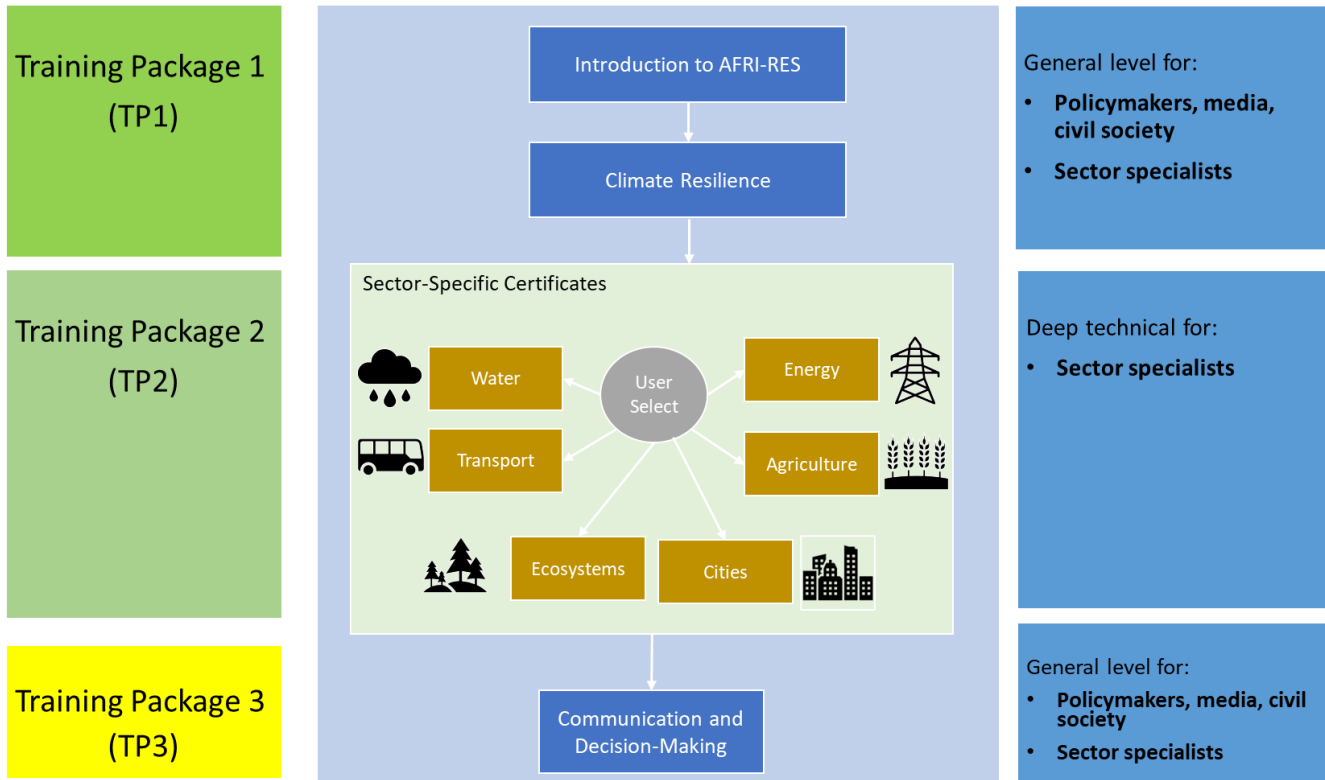 Training Package 1
(TP1)
Introduction to AFRI-RES
Climate Resilience
General level for:
• Policymakers, media,
civil society
• Sector specialists
Training Package 2
(TP2)
Sector-Specific Certificates
Water
User
Select
Energy
Transport
Agriculture
Ecosystems
Cities
Deep technical for:
• Sector specialists
Training Package 3
(TP3)
Communication and
Decision-Making
General level for:
• Policymakers, media, civil
society
• Sector specialists